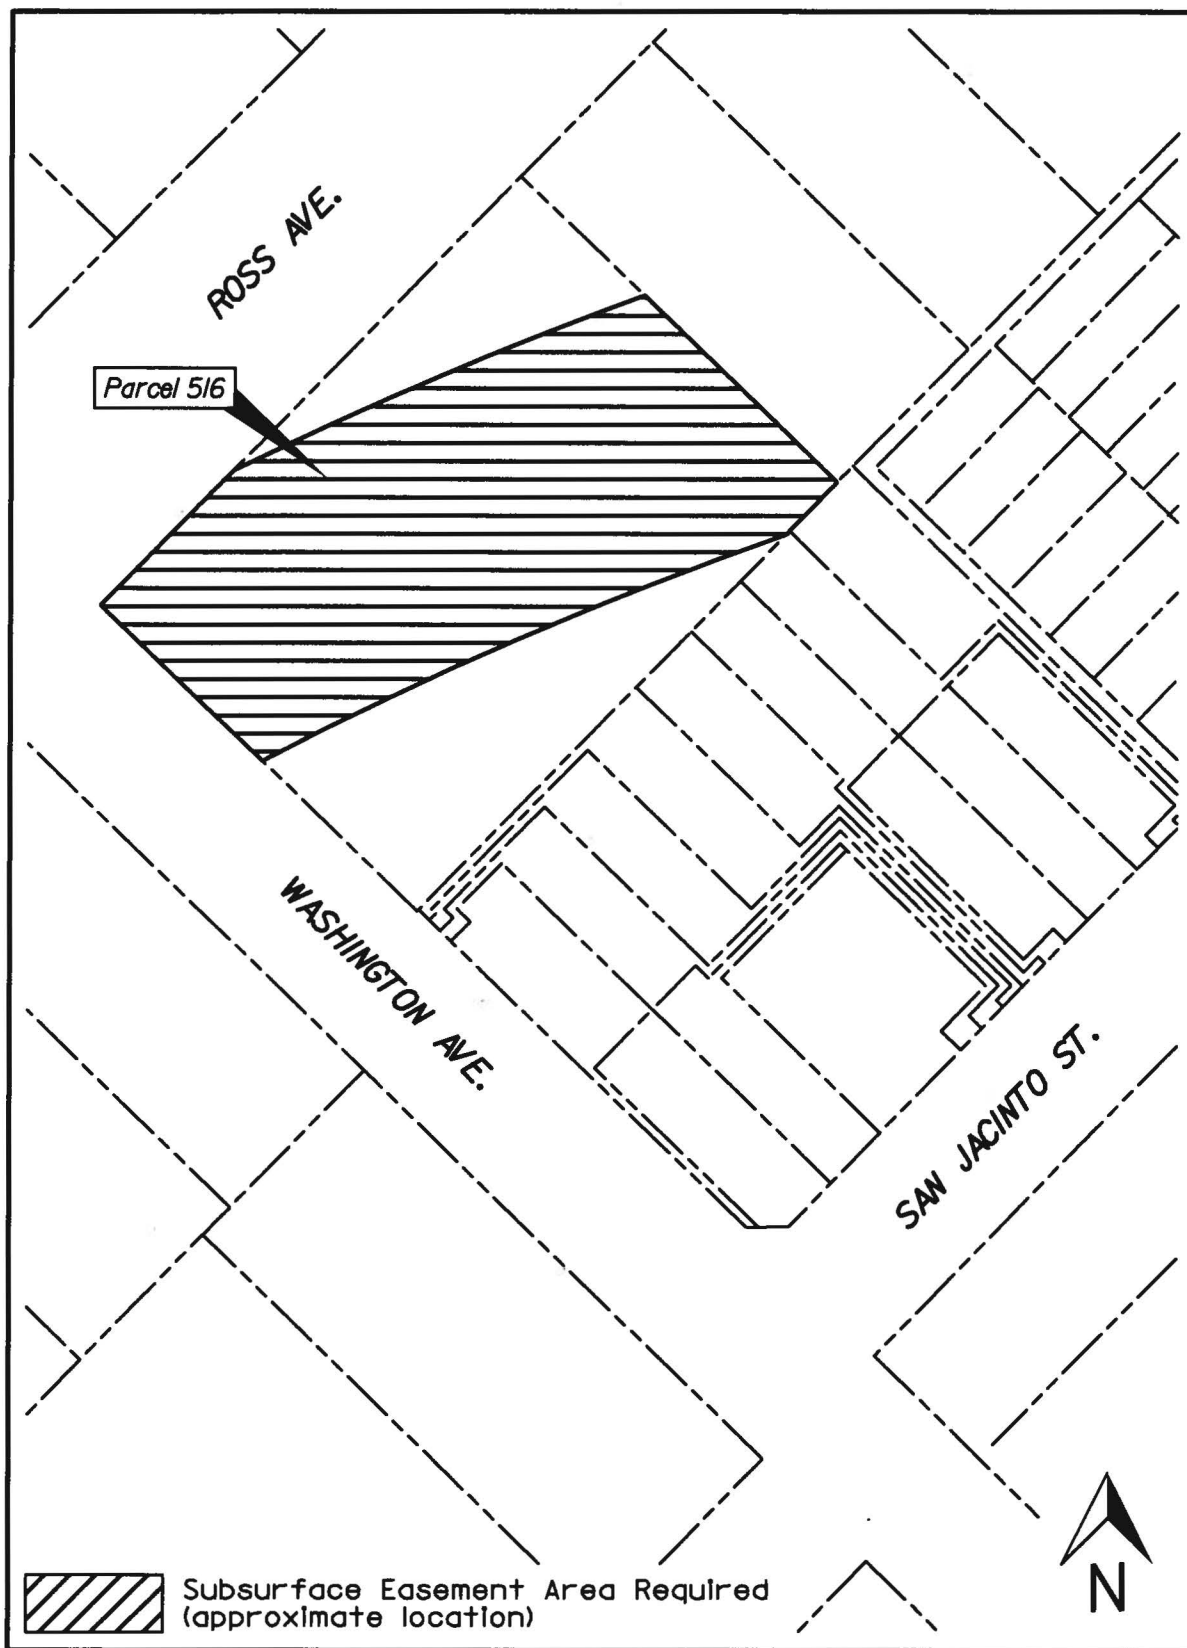 ROSS AVE.
Parcel 516
WASHINGTON AVE.
SAN JACINTO ST.
Subsurface Easement Area Required
(approximate location)
N